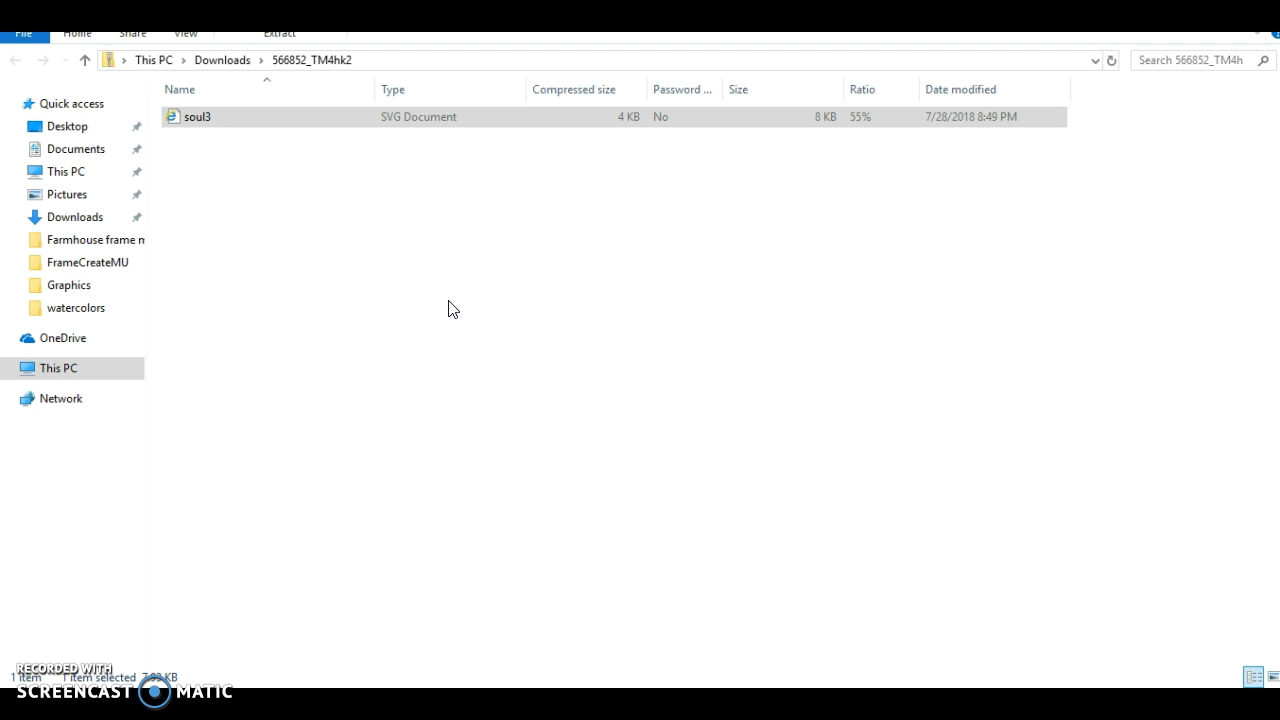 File Home Share View Extract
This PC > Downloads > 566852_TM4hk2 Search 566852_TM4h
Name Type Compressed size Password ... Size Ratio Date modified
soul3 SVG Document 4 KB No 8 KB 55% 7/28/2018 8:49 PM
Quick access
Desktop
Documents
This PC
Pictures
Downloads
Farmhouse frame m
FrameCreateMU
Graphics
watercolors
OneDrive
This PC
Network
RECORDED WITH
1 item 1 item selected 7.99 KB
SCREENCAST MATIC